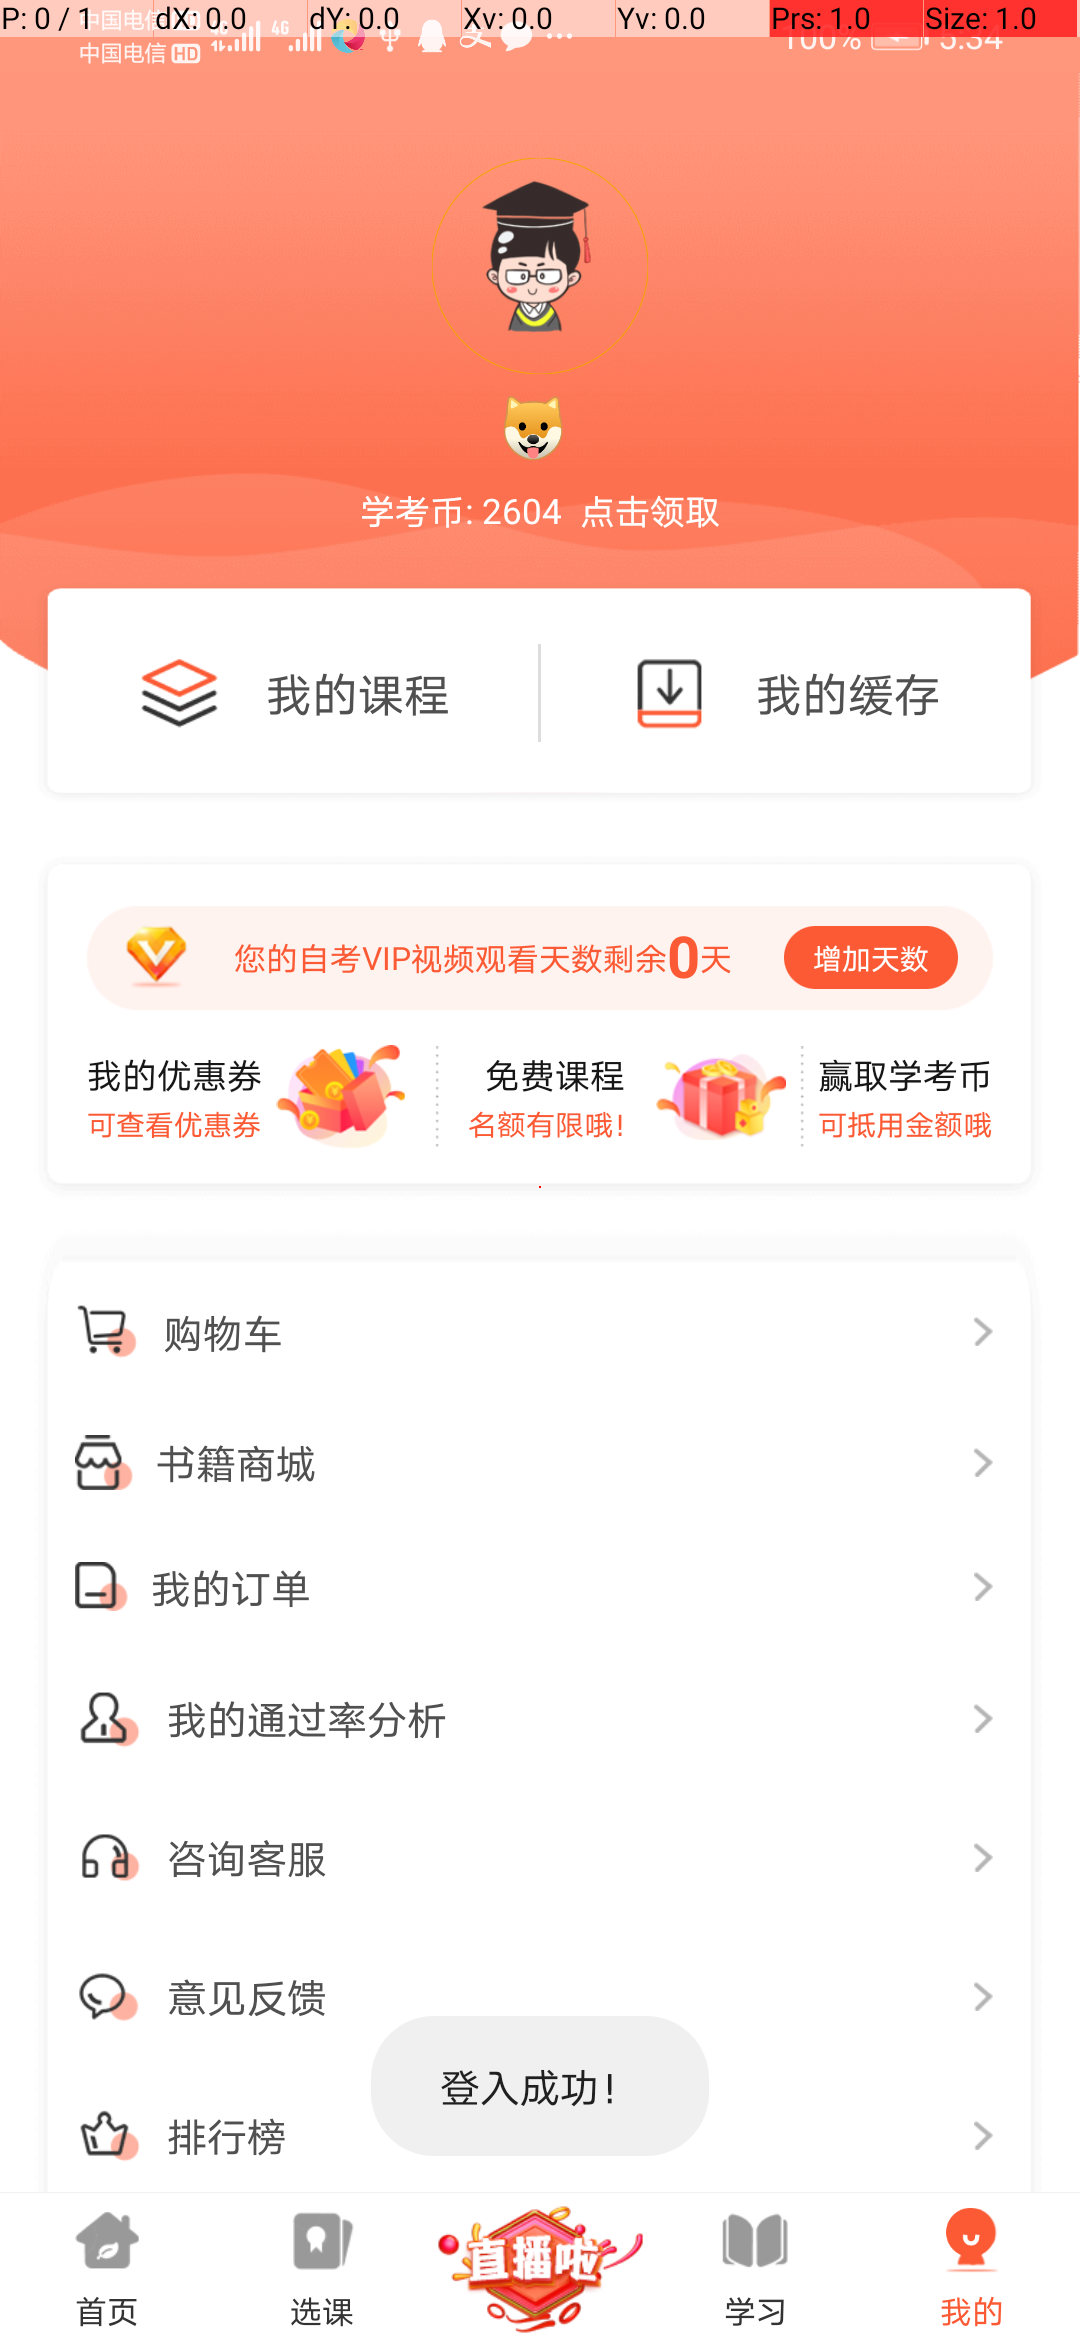 P: 0 / 1 dX: 0.0 dY: 0.0 Xv: 0.0 Yv: 0.0 Prs: 1.0 Size: 1.0
中国电信 4G 100% 5:34
中国电信 HD
学考币: 2604 点击领取
我的课程 我的缓存
您的自考VIP视频观看天数剩余0天 增加天数
我的优惠券 免费课程 赢取学考币
可查看优惠券 名额有限哦! 可抵用金额哦
购物车
书籍商城
我的订单
我的通过率分析
咨询客服
意见反馈
登入成功!
排行榜
直播啦
首页 选课 学习 我的